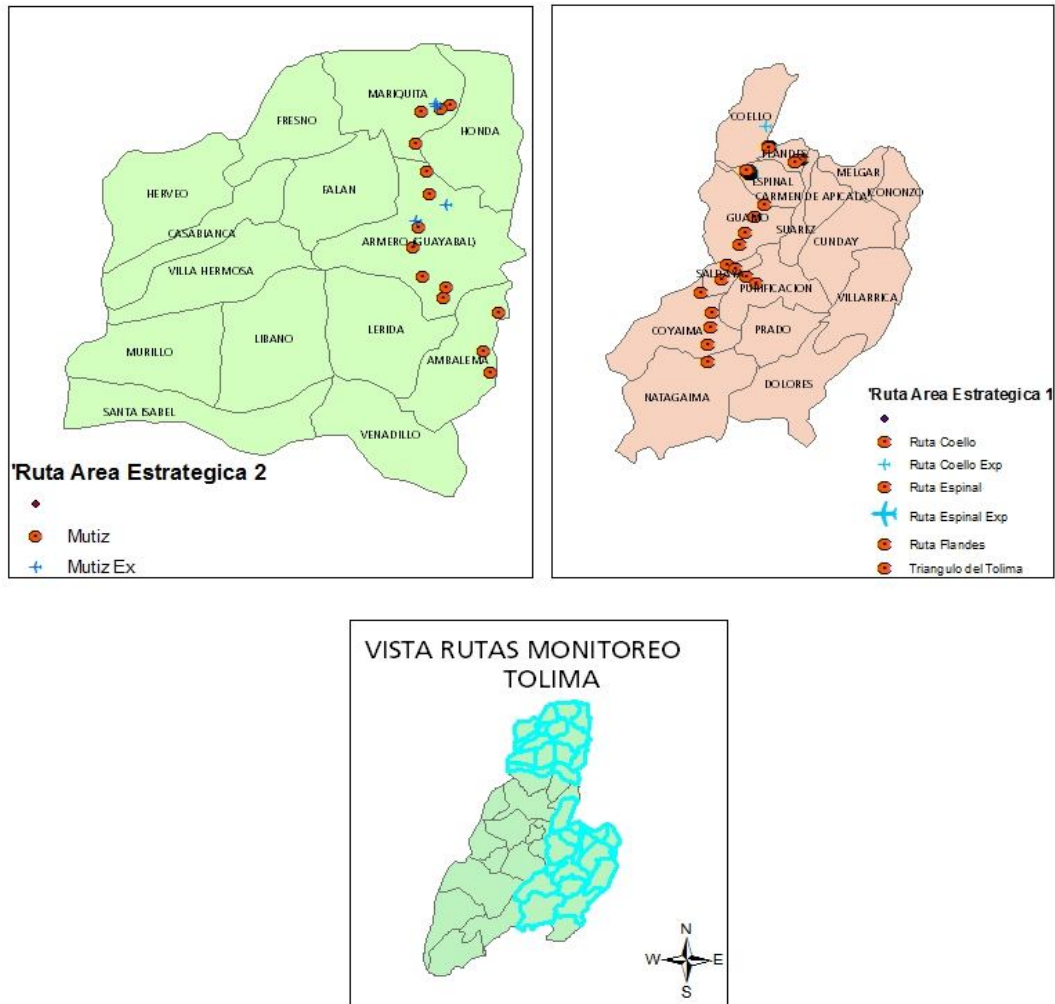 MARIQUITA
FRESNO
HONDA
HERVEO
FALAN
CASABIANCA
ARMERO (GUAYABAL)
VILLA HERMOSA
LERIDA
LIBANO
MURILLO
AMBALEMA
SANTA ISABEL
VENADILLO
'Ruta Area Estrategica 2
Mutiz
Mutiz Ex
COELLO
FLANDES
MELGAR
ESPINAL
ICONONZO
CARMEN DE APICALA
GUAMO
SUAREZ
CUNDAY
SALDAÑA
PURIFICACION
VILLARRICA
COYAIMA
PRADO
DOLORES
NATAGAIMA
'Ruta Area Estrategica 1
Ruta Coello
Ruta Coello Exp
Ruta Espinal
Ruta Espinal Exp
Ruta Flandes
Triangulo del Tolima
VISTA RUTAS MONITOREO
TOLIMA
N
W E
S